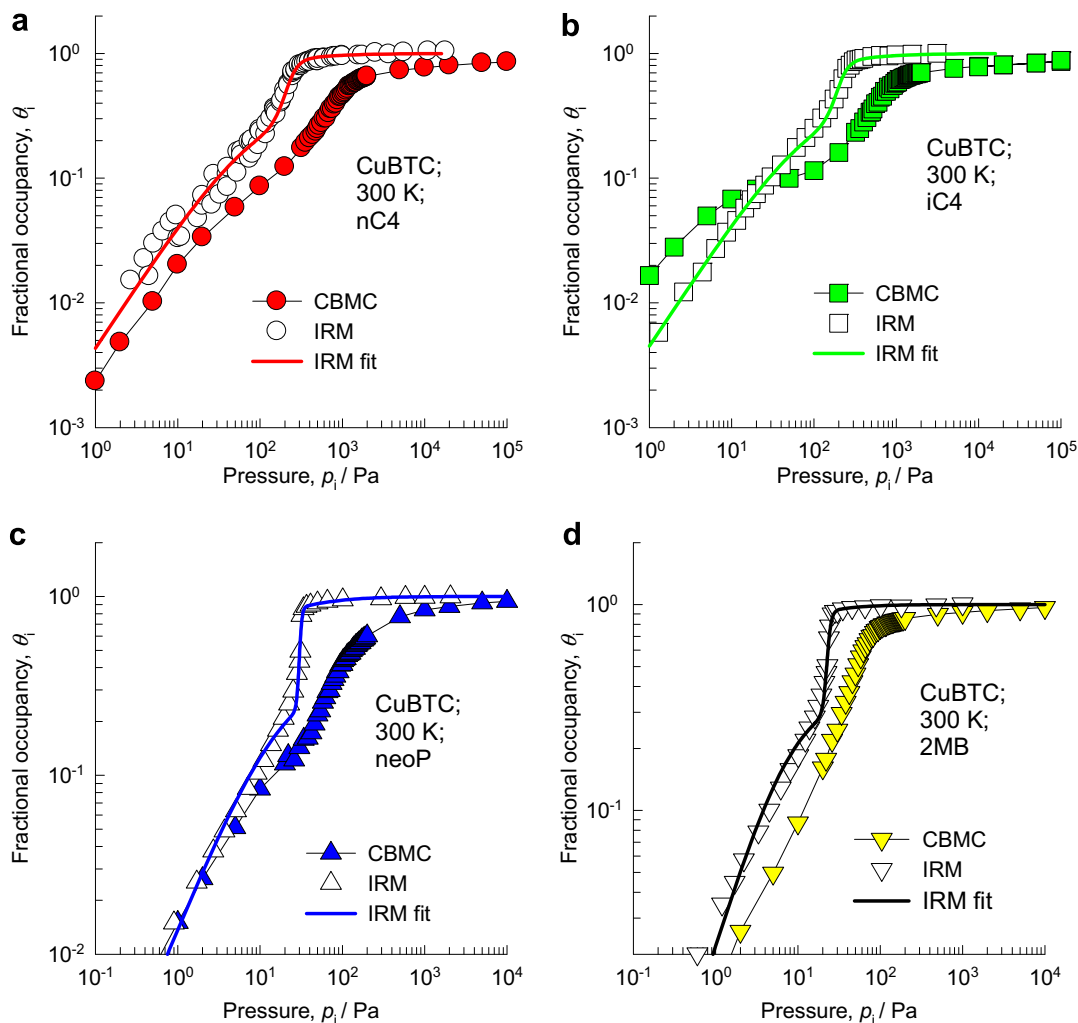 a
Fractional occupancy, θi
10^0
10^-1
10^-2
10^-3
CuBTC;
300 K;
nC4
CBMC
IRM
IRM fit
10^0 10^1 10^2 10^3 10^4 10^5
Pressure, pi / Pa
b
Fractional occupancy, θi
10^0
10^-1
10^-2
10^-3
CuBTC;
300 K;
iC4
CBMC
IRM
IRM fit
10^0 10^1 10^2 10^3 10^4 10^5
Pressure, pi / Pa
c
Fractional occupancy, θi
10^0
10^-1
10^-2
CuBTC;
300 K;
neoP
CBMC
IRM
IRM fit
10^-1 10^0 10^1 10^2 10^3 10^4
Pressure, pi / Pa
d
Fractional occupancy, θi
10^0
10^-1
CuBTC;
300 K;
2MB
CBMC
IRM
IRM fit
10^-1 10^0 10^1 10^2 10^3 10^4
Pressure, pi / Pa